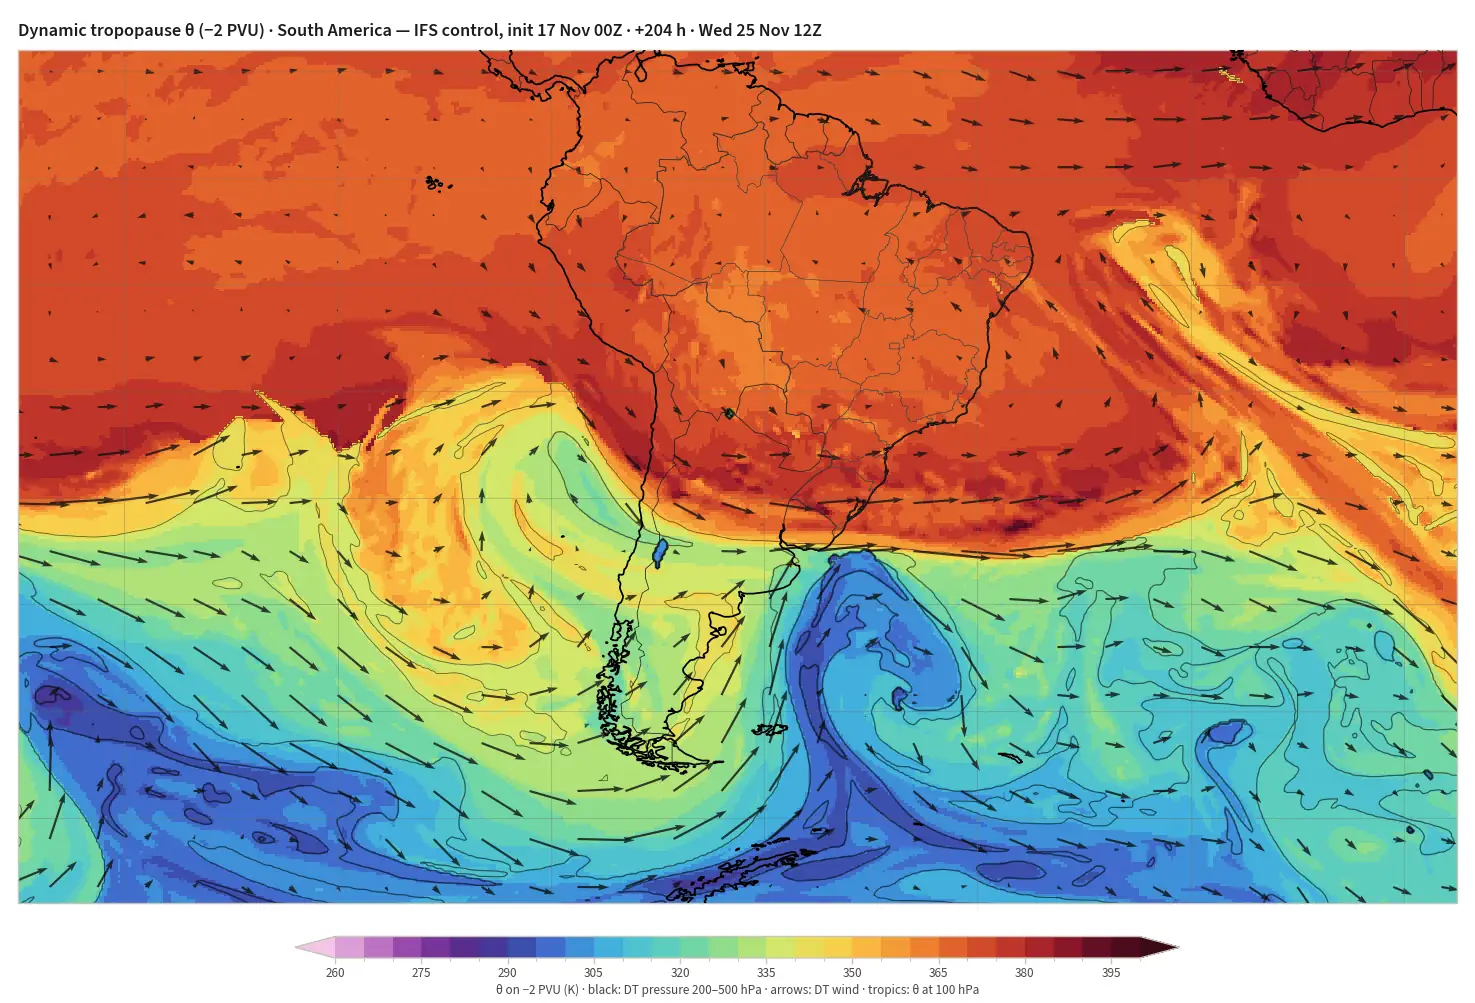 Dynamic tropopause θ (−2 PVU) · South America — IFS control, init 17 Nov 00Z · +204 h · Wed 25 Nov 12Z
260 275 290 305 320 335 350 365 380 395
θ on −2 PVU (K) · black: DT pressure 200–500 hPa · arrows: DT wind · tropics: θ at 100 hPa